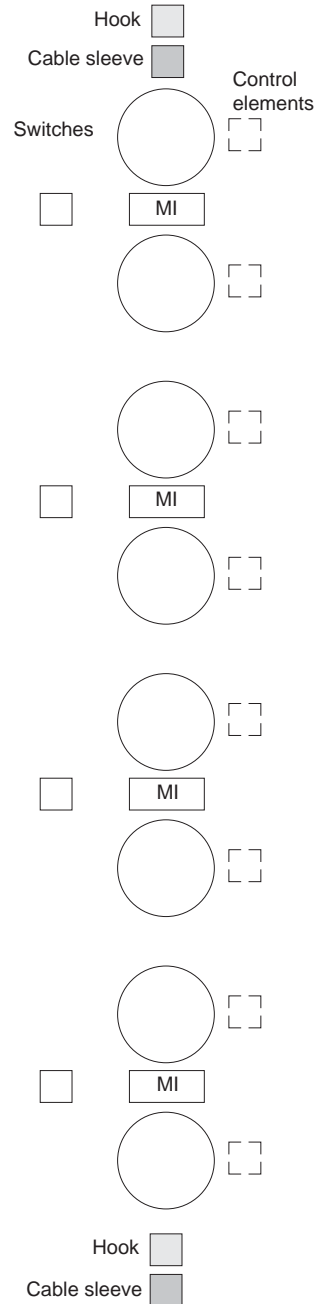 Hook
Cable sleeve
Control
elements
Switches
MI
MI
MI
MI
Hook
Cable sleeve